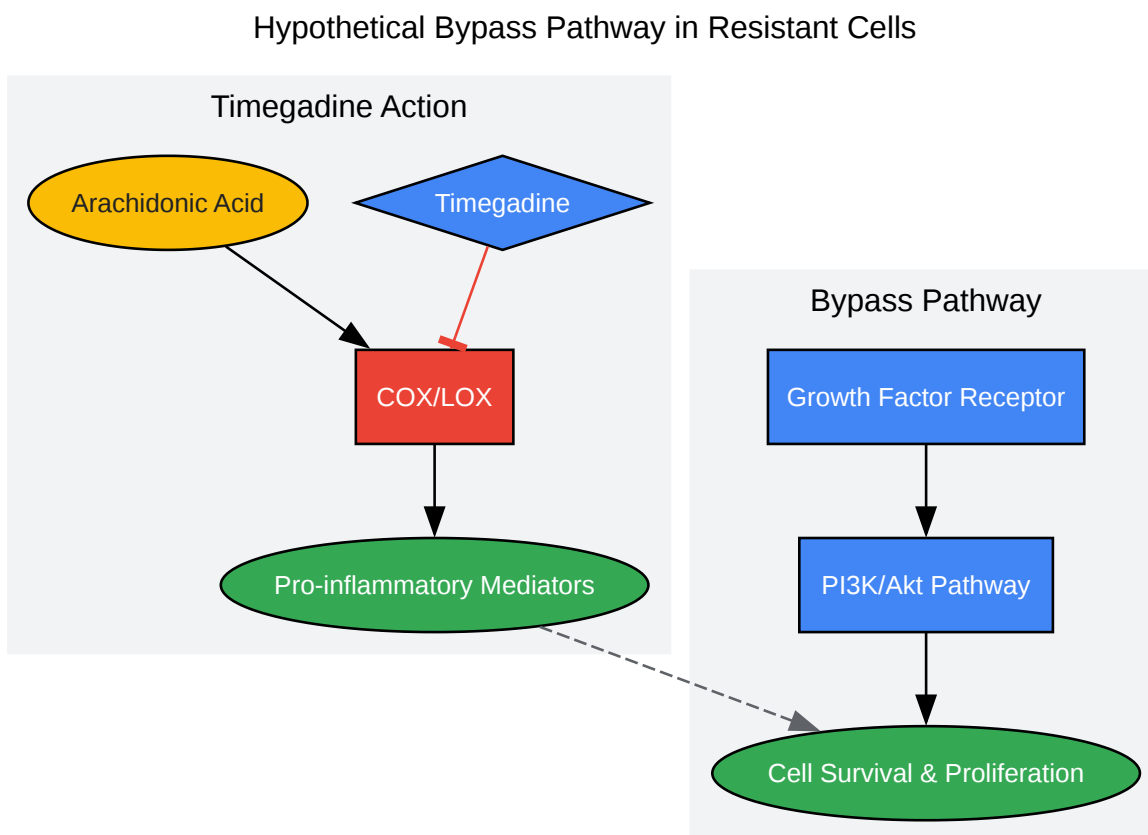 Hypothetical Bypass Pathway in Resistant Cells
Timegadine Action
Arachidonic Acid
Timegadine
COX/LOX
Pro-inflammatory Mediators
Bypass Pathway
Growth Factor Receptor
PI3K/Akt Pathway
Cell Survival & Proliferation